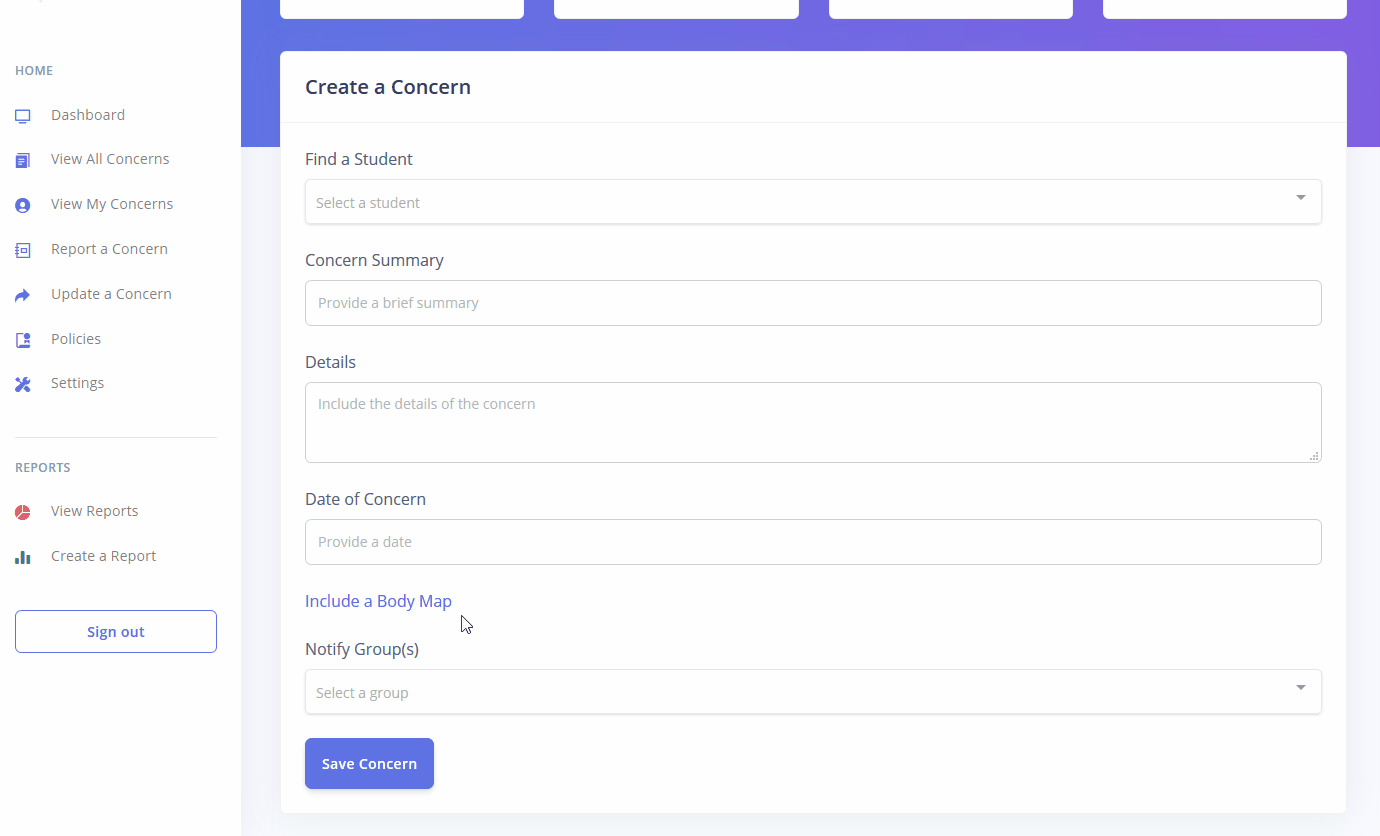 HOME
Dashboard
View All Concerns
View My Concerns
Report a Concern
Update a Concern
Policies
Settings
REPORTS
View Reports
Create a Report
Sign out
Create a Concern
Find a Student
Select a student
Concern Summary
Provide a brief summary
Details
Include the details of the concern
Date of Concern
Provide a date
Include a Body Map
Notify Group(s)
Select a group
Save Concern